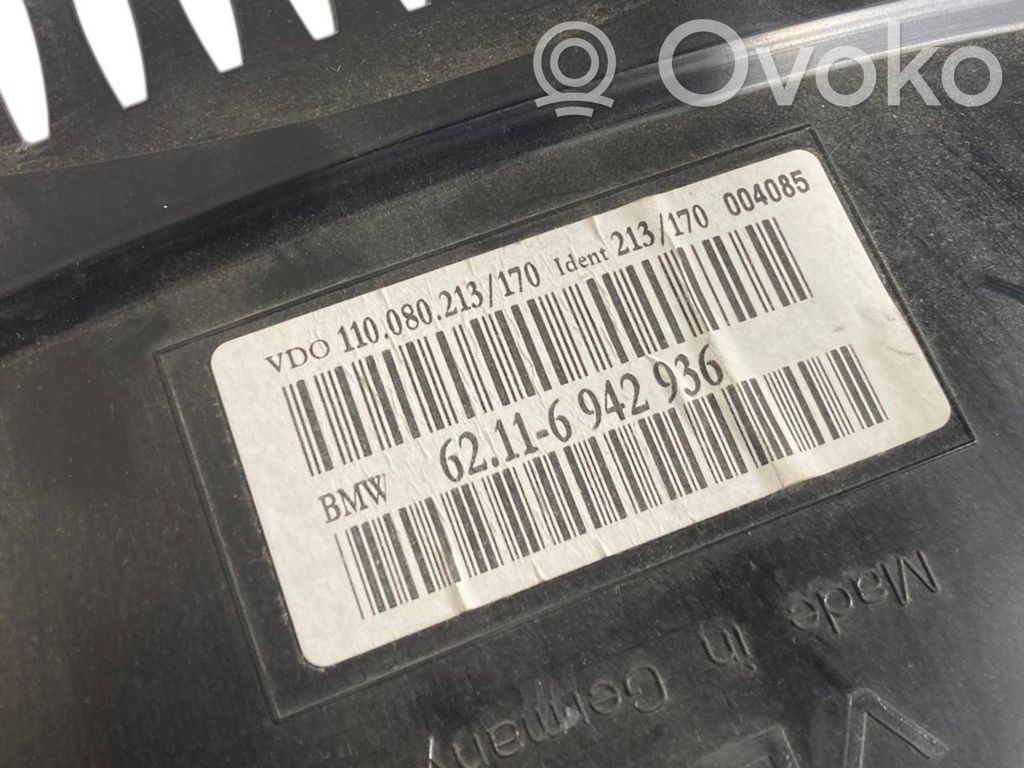 Ovoko
VDO 110.080.213/170 Ident 213/170 004085
BMW 62.11-6 942 936
Made in
Germany